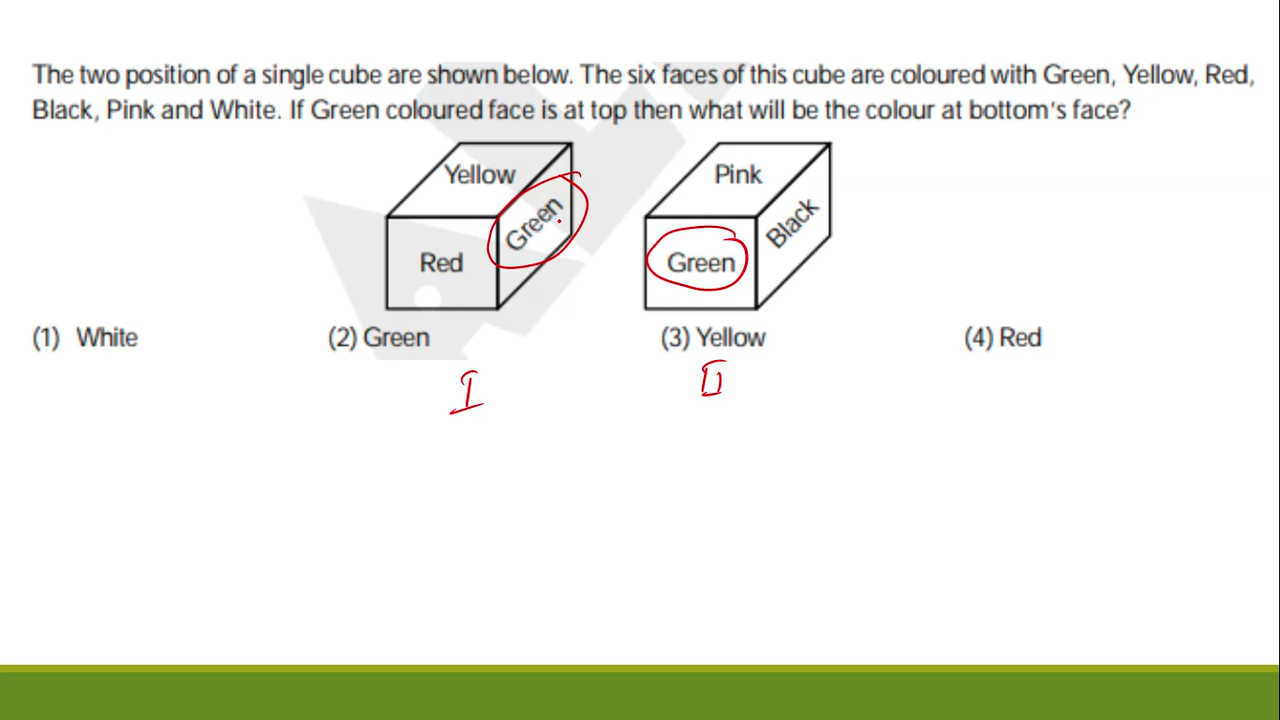 The two position of a single cube are shown below. The six faces of this cube are coloured with Green, Yellow, Red,
Black, Pink and White. If Green coloured face is at top then what will be the colour at bottom's face?
Yellow
Green
Red
Pink
Black
Green
(1) White
(2) Green
(3) Yellow
(4) Red
I
II